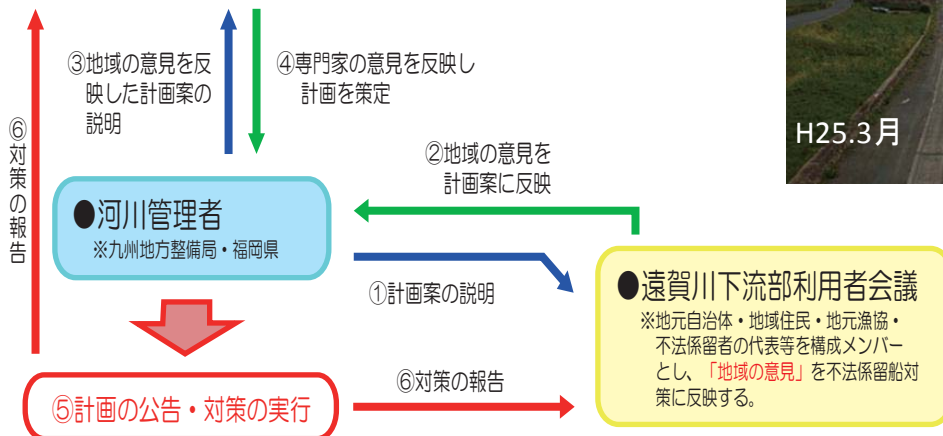 ③地域の意見を反
映した計画案の
説明
④専門家の意見を反映し
計画を策定
H25.3月
⑥対策の報告
②地域の意見を
計画案に反映
●河川管理者
※九州地方整備局・福岡県
①計画案の説明
●遠賀川下流部利用者会議
※地元自治体・地域住民・地元漁協・
不法係留者の代表等を構成メンバー
とし、「地域の意見」を不法係留船対
策に反映する。
⑥対策の報告
⑤計画の公告・対策の実行